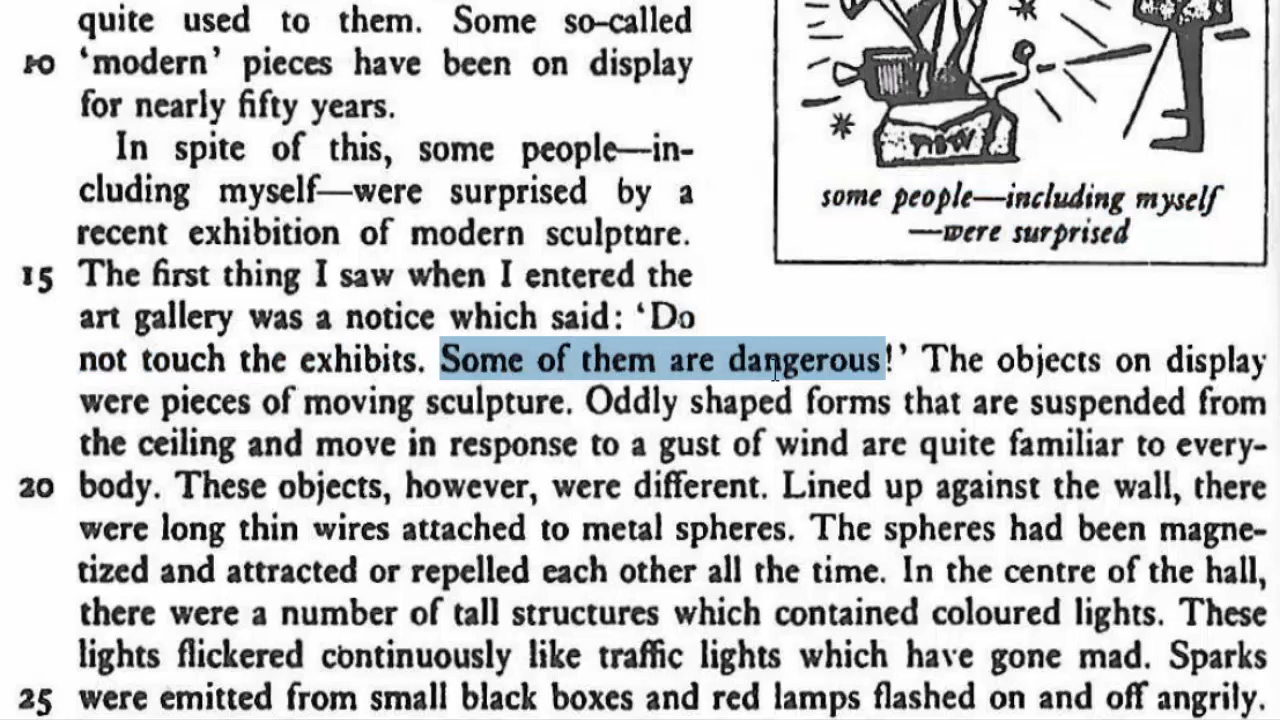 quite used to them. Some so-called
10 ‘modern’ pieces have been on display
for nearly fifty years.
In spite of this, some people—in-
cluding myself—were surprised by a
recent exhibition of modern sculpture.
15 The first thing I saw when I entered the
art gallery was a notice which said: ‘Do
not touch the exhibits. Some of them are dangerous!’ The objects on display
were pieces of moving sculpture. Oddly shaped forms that are suspended from
the ceiling and move in response to a gust of wind are quite familiar to every-
20 body. These objects, however, were different. Lined up against the wall, there
were long thin wires attached to metal spheres. The spheres had been magne-
tized and attracted or repelled each other all the time. In the centre of the hall,
there were a number of tall structures which contained coloured lights. These
lights flickered continuously like traffic lights which have gone mad. Sparks
25 were emitted from small black boxes and red lamps flashed on and off angrily.
now
some people—including myself
—were surprised